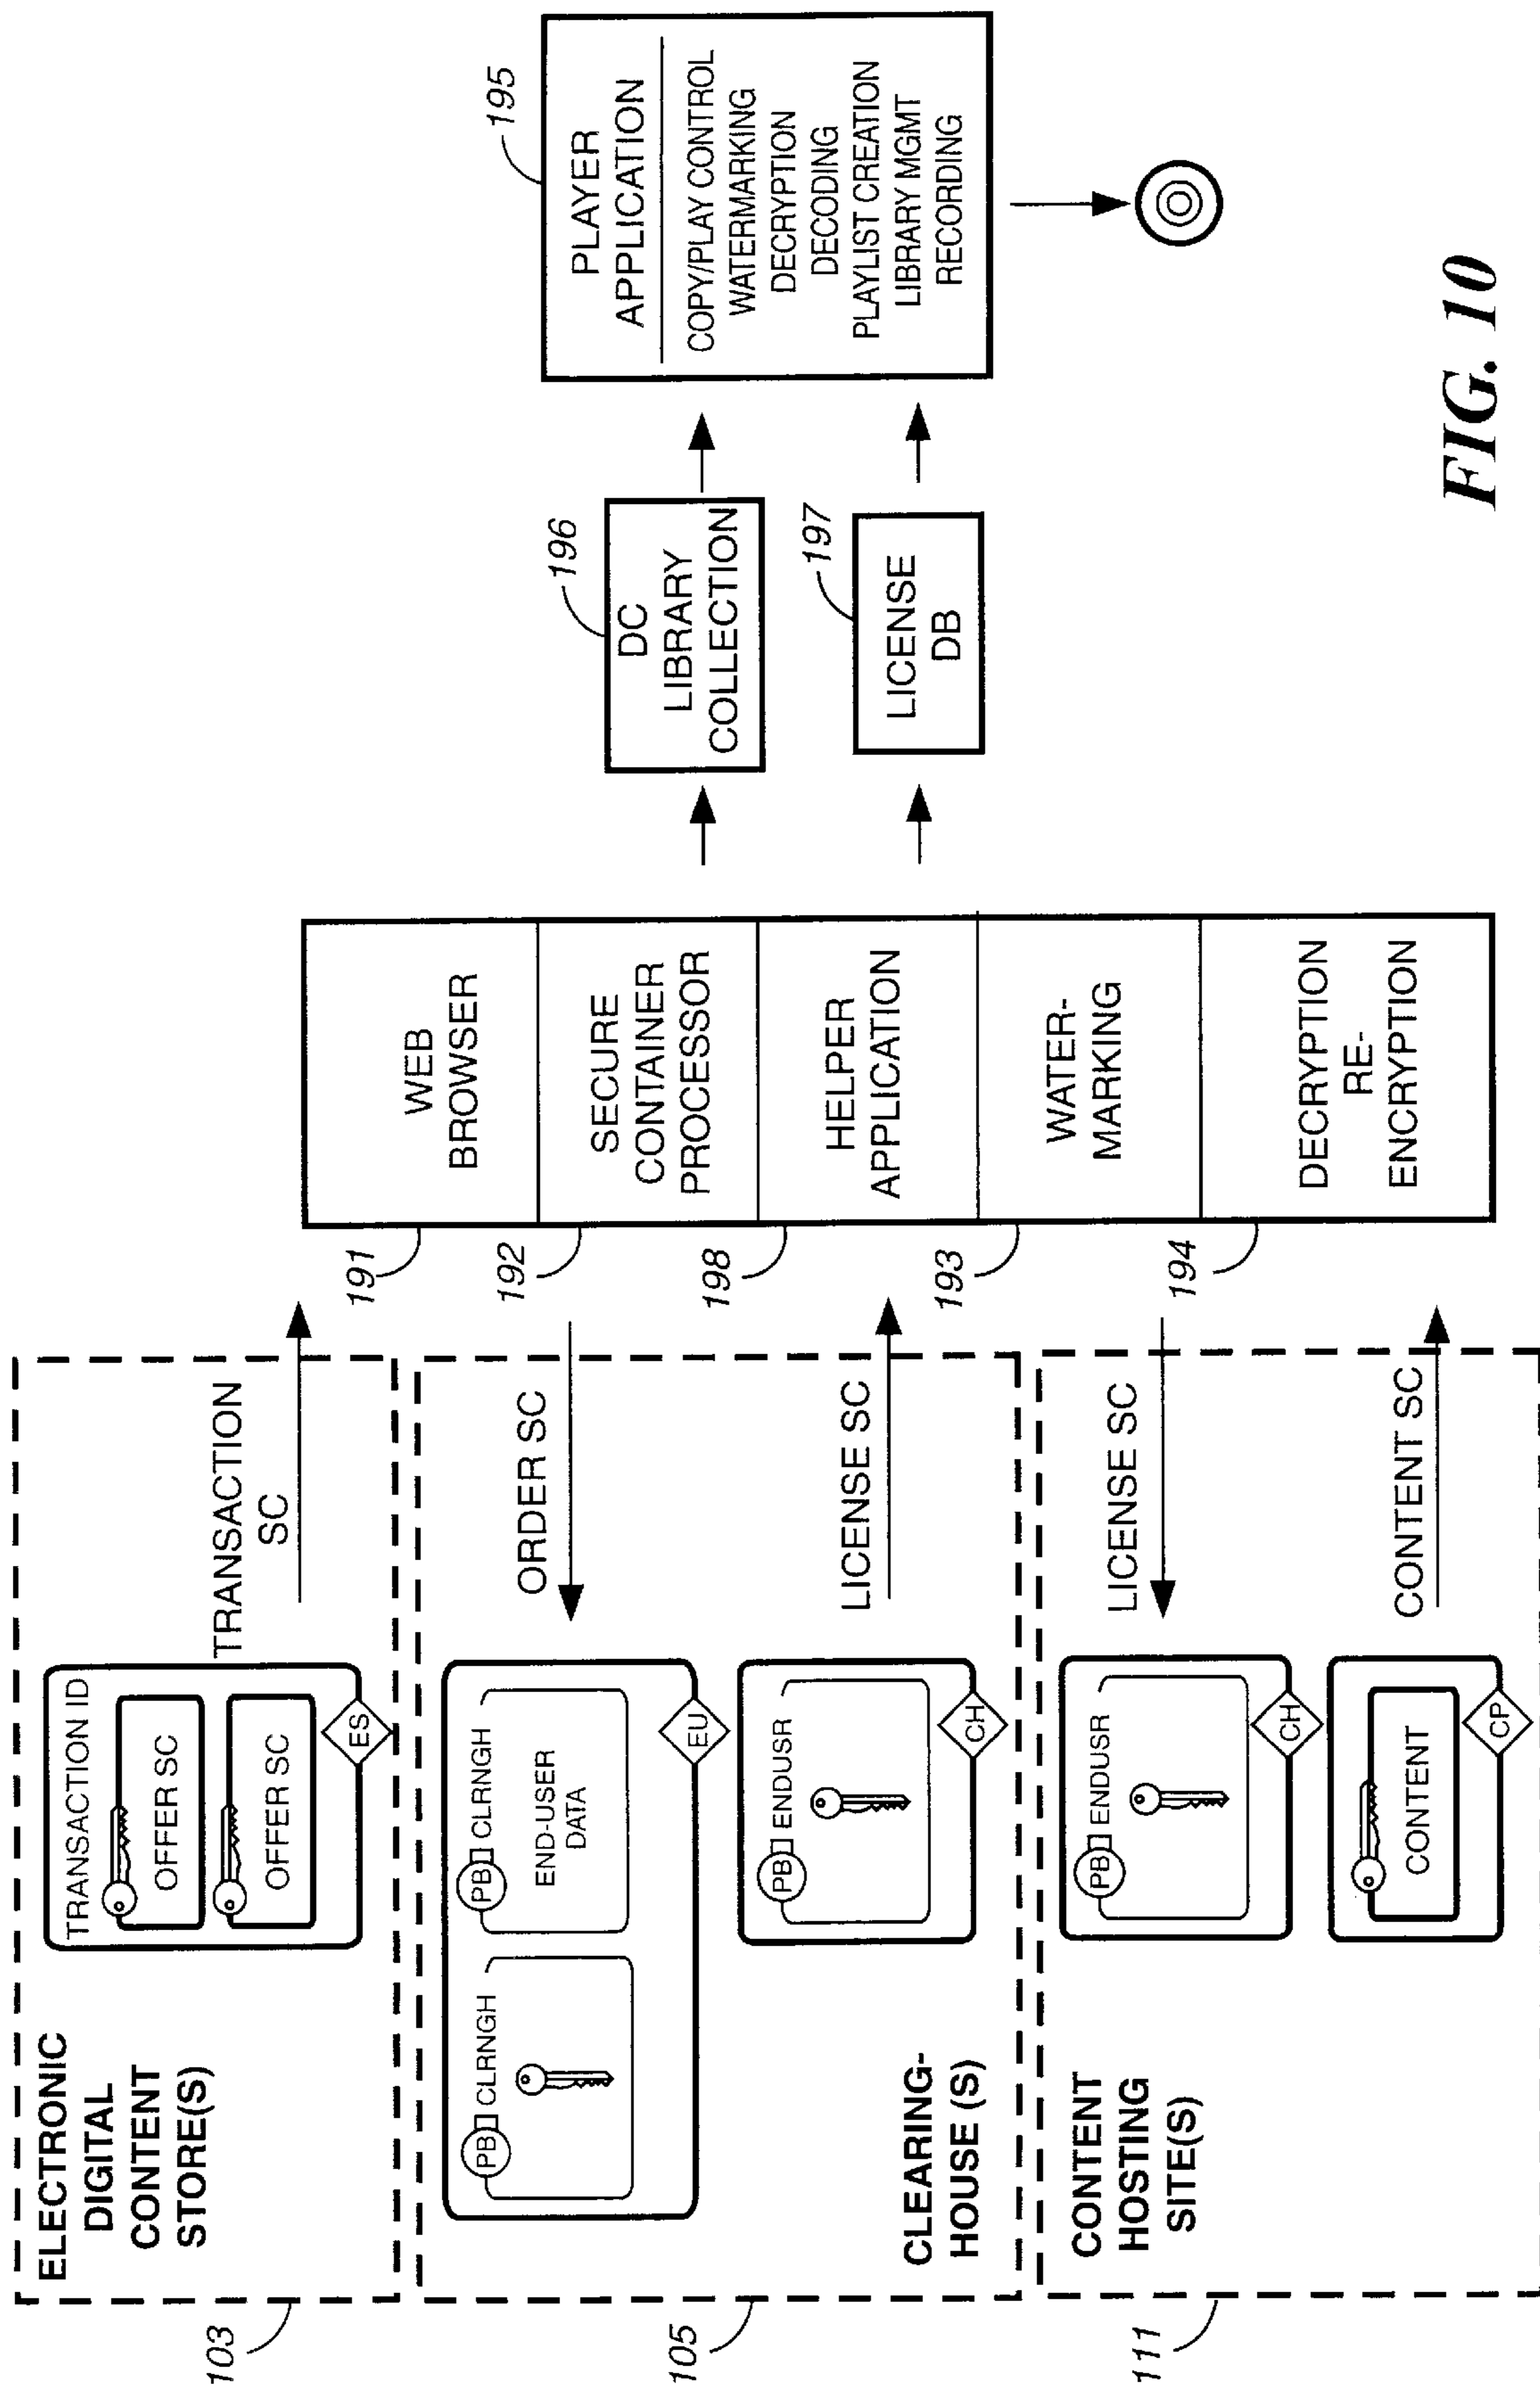 ELECTRONIC
DIGITAL
CONTENT
STORE(S)
103
TRANSACTION ID
OFFER SC
OFFER SC
ES
TRANSACTION
SC
PB CLRNGH
PB CLRNGH
END-USER
DATA
EU
ORDER SC
CLEARING-
HOUSE (S)
105
PB ENDUSR
CH
LICENSE SC
CONTENT
HOSTING
SITE(S)
111
PB ENDUSR
CH
LICENSE SC
CONTENT
CP
CONTENT SC
191
WEB
BROWSER
192
SECURE
CONTAINER
PROCESSOR
198
HELPER
APPLICATION
193
WATER-
MARKING
194
DECRYPTION
RE-
ENCRYPTION
196
DC
LIBRARY
COLLECTION
197
LICENSE
DB
195
PLAYER
APPLICATION
COPY/PLAY CONTROL
WATERMARKING
DECRYPTION
DECODING
PLAYLIST CREATION
LIBRARY MGMT
RECORDING
FIG. 10